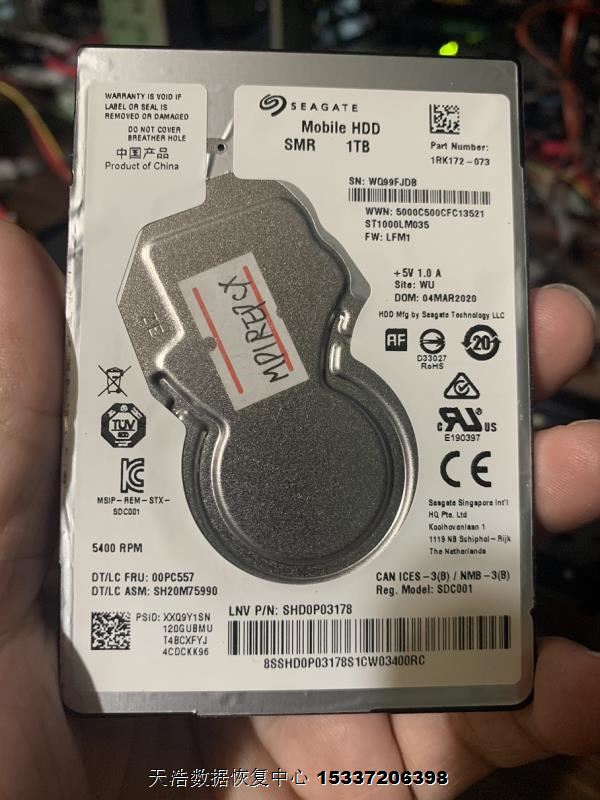 WARRANTY IS VOID IF
LABEL OR SEAL IS
REMOVED OR DAMAGED
DO NOT COVER
BREATHER HOLE
中国产品
Product of China
SEAGATE
Mobile HDD
SMR 1TB
Part Number:
1RK172-073
SN: WQ99FJDB
WWN: 5000C500CFC13521
ST1000LM035
FW: LFM1
+5V 1.0 A
Site: WU
DOM: 04MAR2020
HDD Mfg by Seagate Technology LLC
AF
D33027
RoHS
20
TUV
MSIP-REM-STX-
SDC001
c US
E190397
CE
Seagate Singapore Int'l
HQ Pte. Ltd
Koolhovenlaan 1
1119 NB Schiphol-Rijk
The Netherlands
5400 RPM
DT/LC FRU: 00PC557
DT/LC ASM: SH20M75990
CAN ICES-3(B) / NMB-3(B)
Reg. Model: SDC001
PSID: XXQ9Y1SN
120GUBMU
T4BCXFYJ
4CDCKK96
LNV P/N: SHD0P03178
8SSHD0P03178S1CW03400RC
天浩数据恢复中心 15337206398